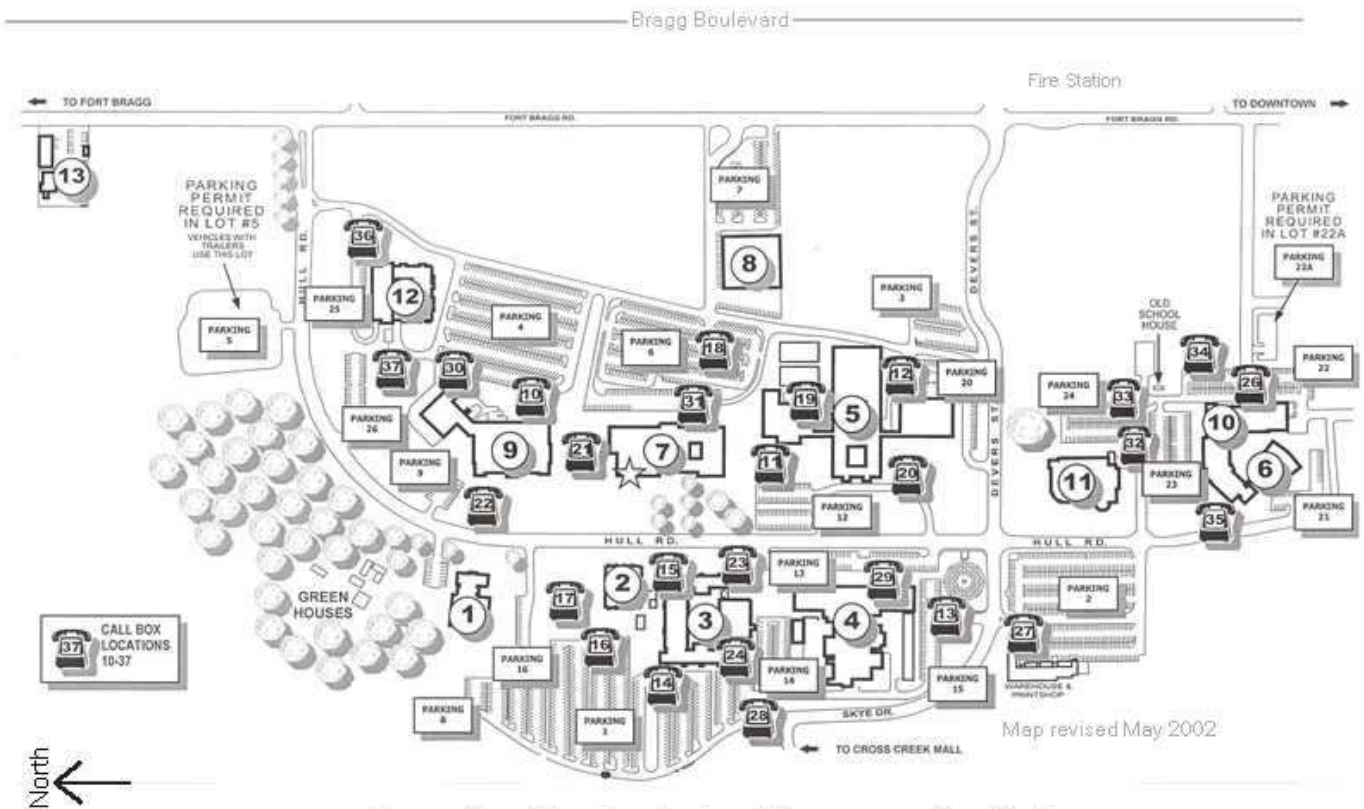 Bragg Boulevard
Fire Station
TO FORT BRAGG
TO DOWNTOWN
FORT BRAGG RD.
FORT BRAGG RD.
13
PARKING
PERMIT
REQUIRED
IN LOT #5
VEHICLES WITH
TRAILERS
USE THIS LOT
HULL RD.
PARKING
7
DEVERS ST.
PARKING
PERMIT
REQUIRED
IN LOT #22A
PARKING
22A
36
8
12
PARKING
25
PARKING
4
PARKING
3
PARKING
5
PARKING
6
18
OLD
SCHOOL
HOUSE
34
PARKING
22
37
30
10
31
19
12
PARKING
20
5
PARKING
24
33
26
PARKING
26
9
21
7
11
20
DEVERS ST.
32
10
PARKING
9
22
PARKING
12
11
PARKING
23
6
35
PARKING
21
HULL RD.
HULL RD.
GREEN
HOUSES
1
17
2
15
23
PARKING
13
29
PARKING
2
37
CALL BOX
LOCATIONS
10-37
16
3
4
13
27
PARKING
16
14
24
PARKING
14
PARKING
15
WAREHOUSE &
PRINTSHOP
PARKING
8
PARKING
1
28
SKYE DR.
Map revised May 2002
TO CROSS CREEK MALL
North